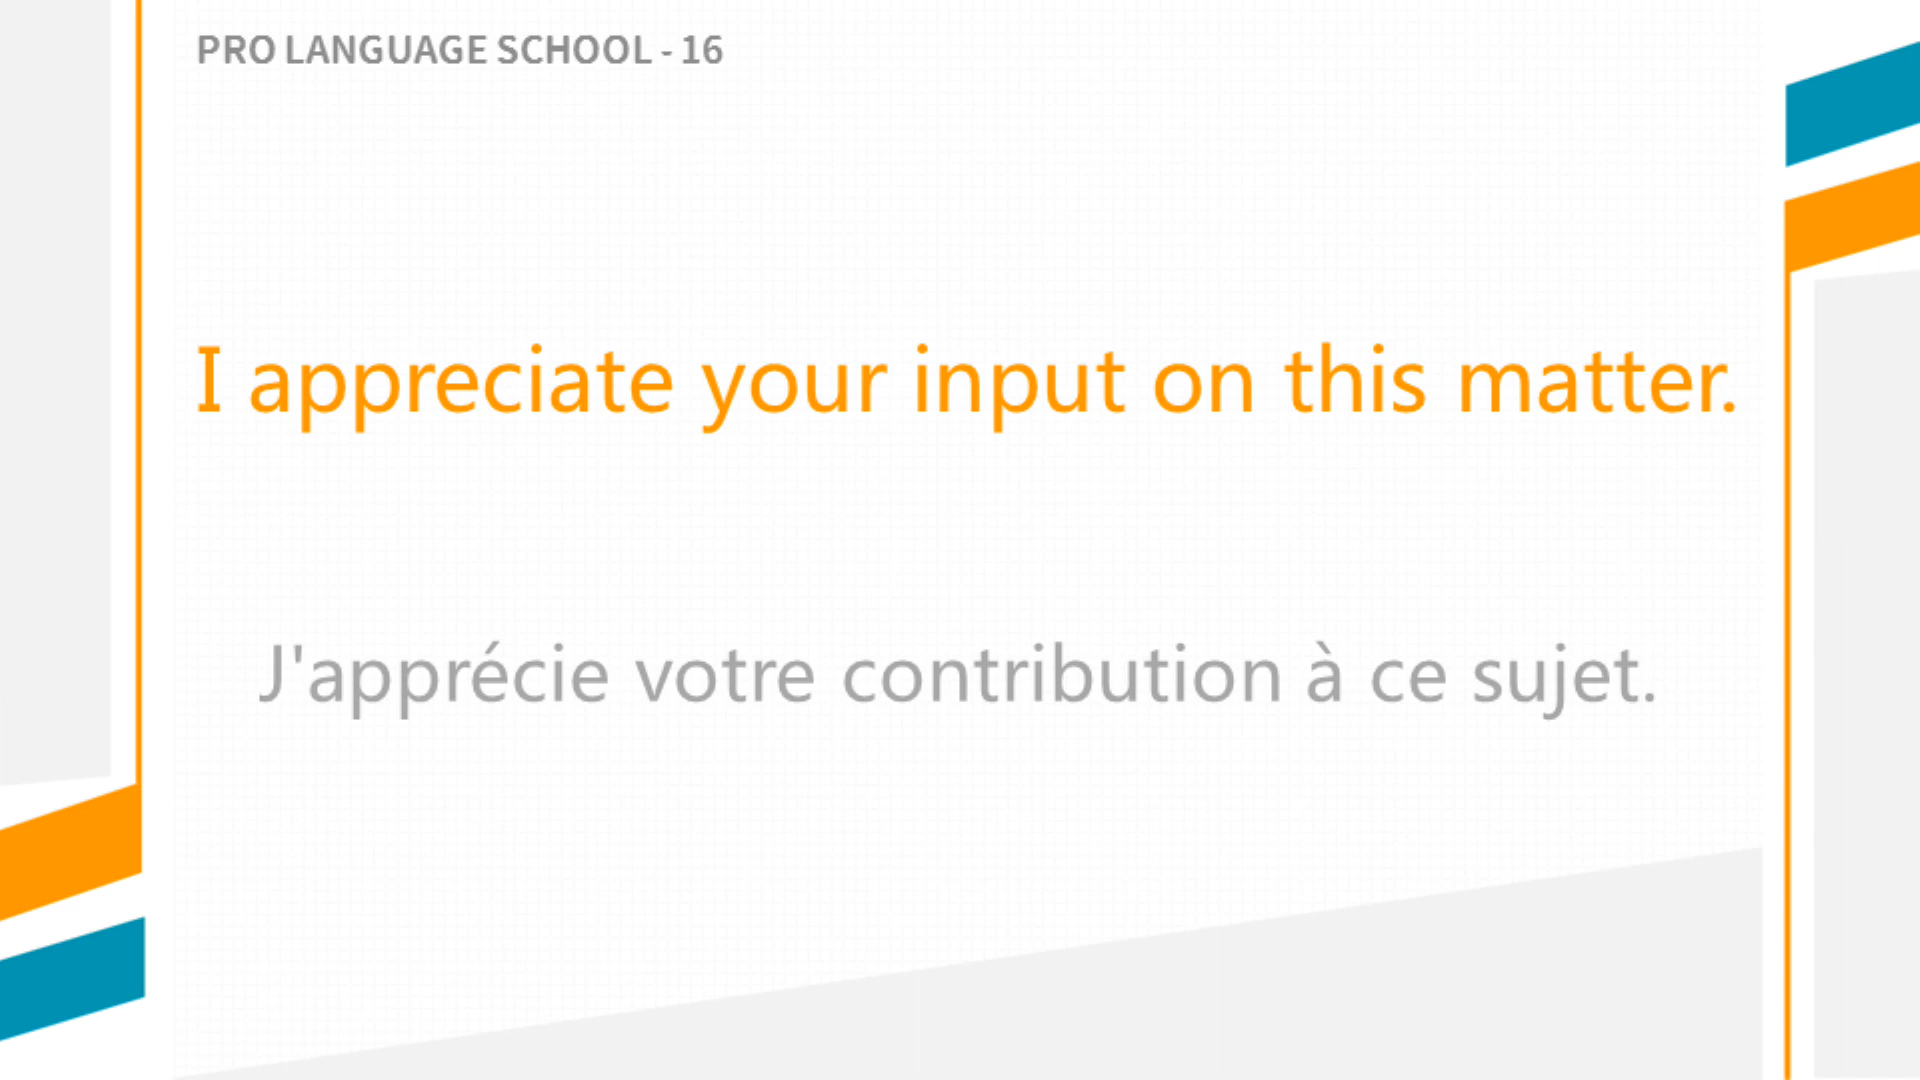 PRO LANGUAGE SCHOOL - 16
I appreciate your input on this matter.
J'apprécie votre contribution à ce sujet.